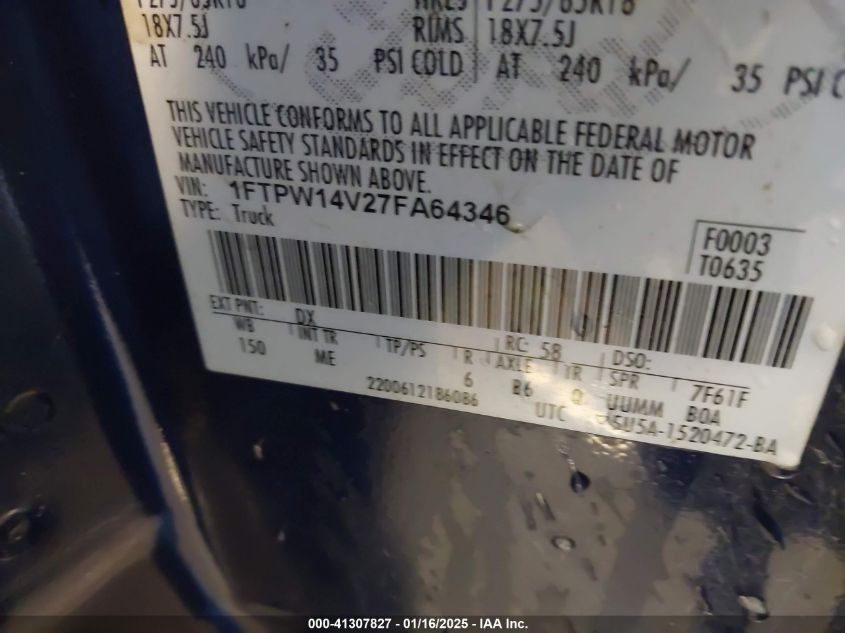 18X7.5J RIMS 18X7.5J
AT 240 kPa/ 35 PSI COLD AT 240 kPa/ 35 PSI C
THIS VEHICLE CONFORMS TO ALL APPLICABLE FEDERAL MOTOR
VEHICLE SAFETY STANDARDS IN EFFECT ON THE DATE OF
MANUFACTURE SHOWN ABOVE.
VIN: 1FTPW14V27FA64346
TYPE: Truck
F0003
T0635
EXT PNT: DX RC: 58 DSO:
WB INT TR TP/PS R AXLE TR SPR 7F61F
150 ME 6 B6 Q UUMM B0A
2200612186086 UTC 5U5A-1520472-BA
000-41307827 - 01/16/2025 - IAA Inc.